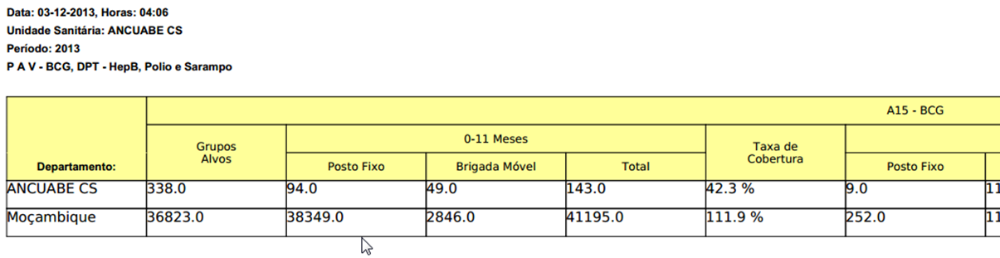 Data: 03-12-2013, Horas: 04:06
Unidade Sanitária: ANCUABE CS
Período: 2013
P A V - BCG, DPT - HepB, Polio e Sarampo
A15 - BCG
Departamento:
Grupos
Alvos
0-11 Meses
Taxa de
Cobertura
Posto Fixo
Brigada Móvel
Total
Posto Fixo
ANCUABE CS 338.0 94.0 49.0 143.0 42.3 % 9.0 11
Moçambique 36823.0 38349.0 2846.0 41195.0 111.9 % 252.0 11